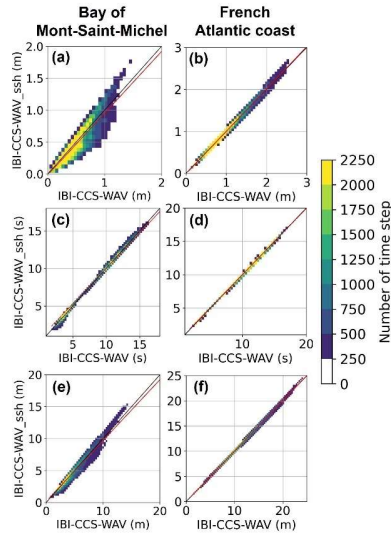 Bay of
Mont-Saint-Michel
French
Atlantic coast
(a)
IBI-CCS-WAV_ssh (m)
2.0
1.5
1.0
0.5
0.0
0
1
2
IBI-CCS-WAV (m)
(b)
3
2
1
0
0
1
2
3
IBI-CCS-WAV (m)
(c)
IBI-CCS-WAV_ssh (s)
15
10
5
5
10
15
IBI-CCS-WAV (s)
(d)
20
15
10
5
0
10
20
IBI-CCS-WAV (s)
(e)
IBI-CCS-WAV_ssh (m)
20
15
10
5
0
0
10
20
IBI-CCS-WAV (m)
(f)
25
20
15
10
5
0
0
10
20
IBI-CCS-WAV (m)
2250
2000
1750
1500
1250
1000
750
500
250
0
Number of time step